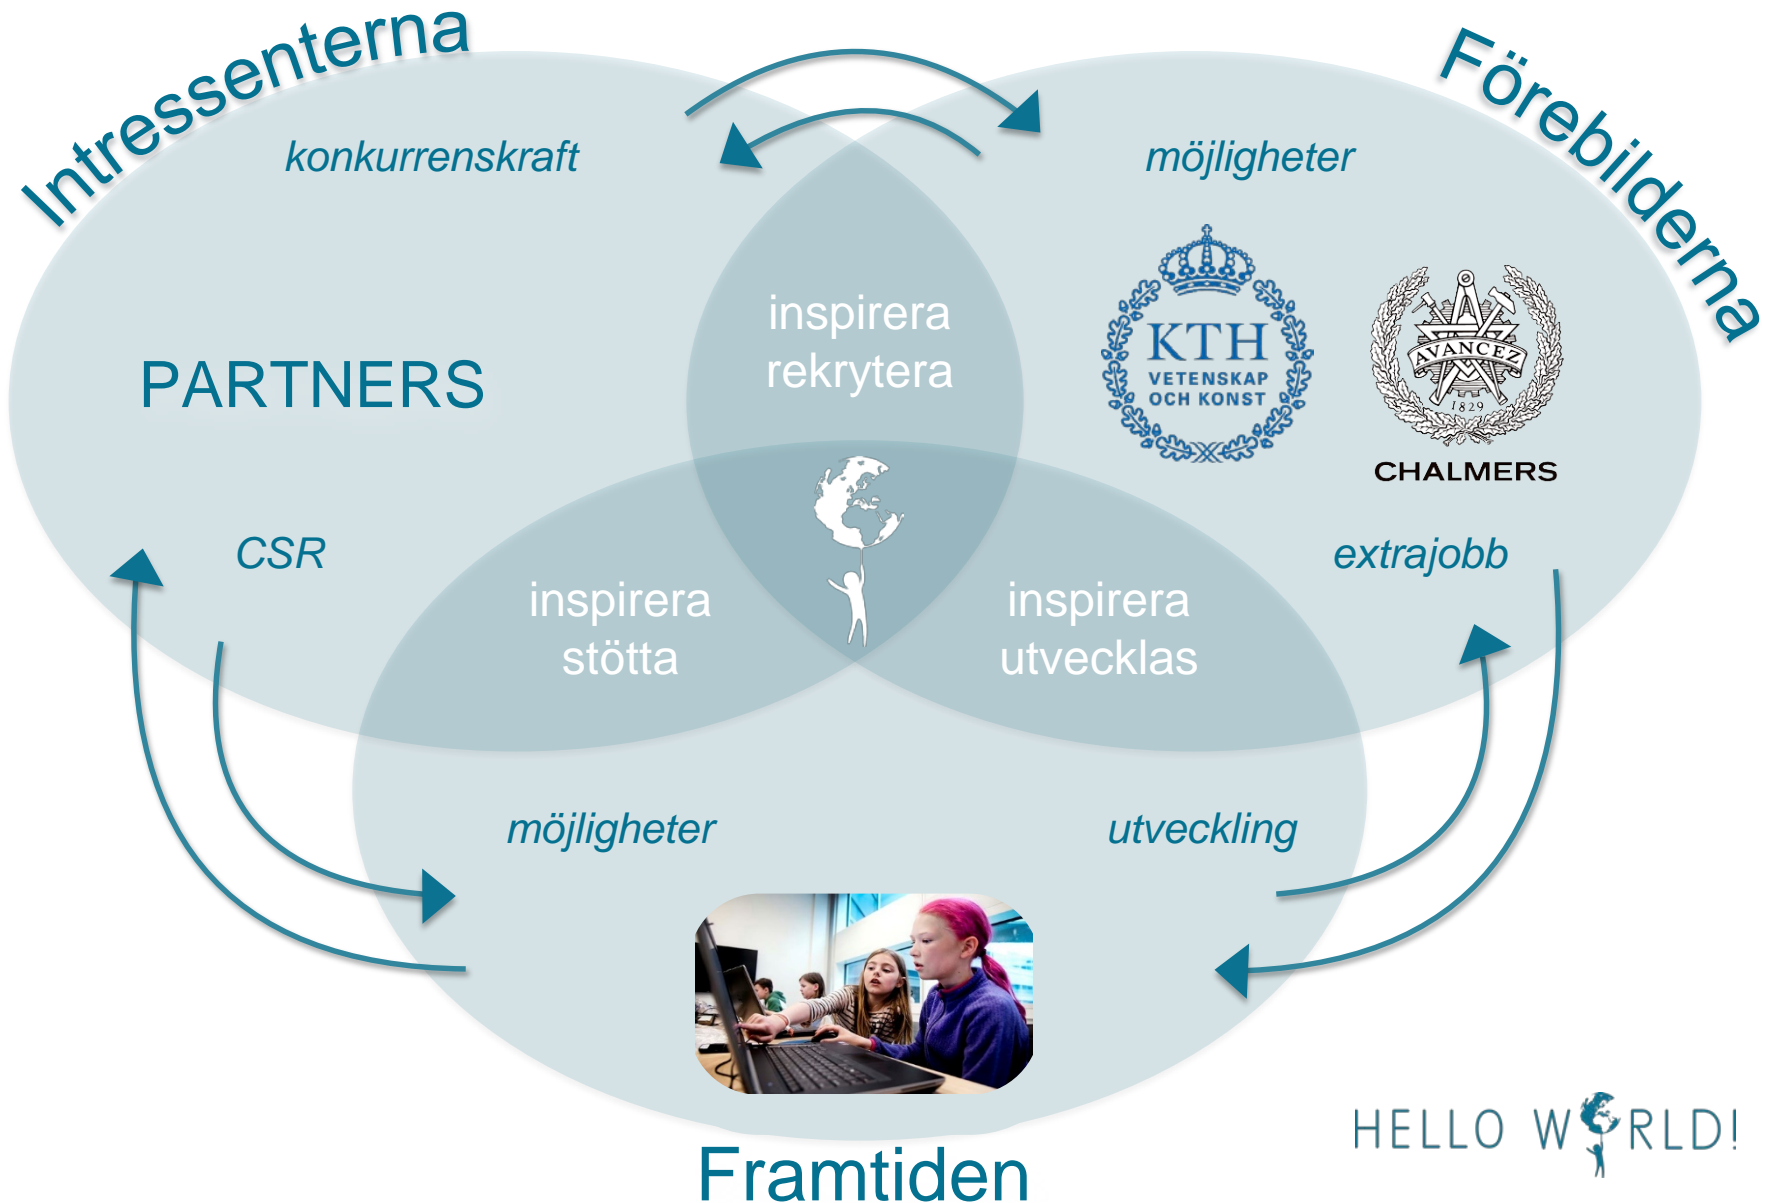 Intressenterna
Förebilderna
konkurrenskraft
möjligheter
inspirera
rekrytera
PARTNERS
KTH
VETENSKAP
OCH KONST
AVANCEZ
1829
CHALMERS
CSR
extrajobb
inspirera
stötta
inspirera
utvecklas
möjligheter
utveckling
Framtiden
HELLO WORLD!